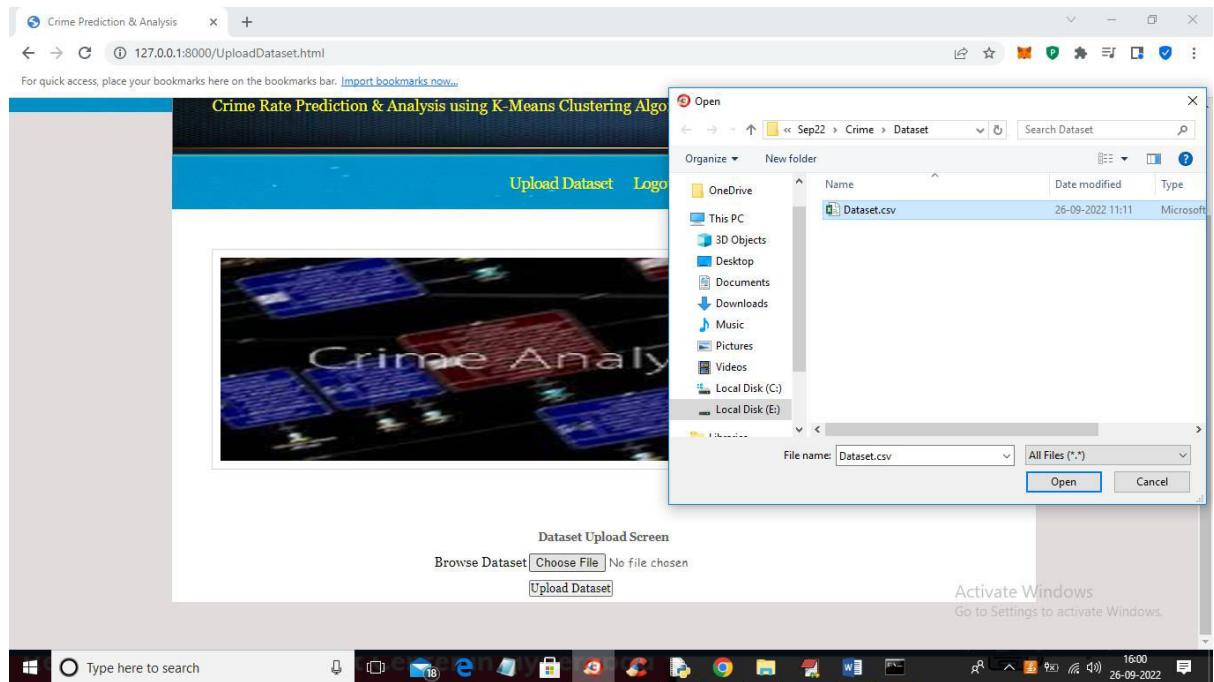 Crime Prediction & Analysis
127.0.0.1:8000/UploadDataset.html
For quick access, place your bookmarks here on the bookmarks bar. Import bookmarks now...
Crime Rate Prediction & Analysis using K-Means Clustering Algo
Upload Dataset Logo
Crime Analy
Dataset Upload Screen
Browse Dataset Choose File No file chosen
Upload Dataset
Open
« Sep22 › Crime › Dataset
Search Dataset
Organize
New folder
Name Date modified Type
Dataset.csv 26-09-2022 11:11 Microsoft
OneDrive
This PC
3D Objects
Desktop
Documents
Downloads
Music
Pictures
Videos
Local Disk (C:)
Local Disk (E:)
Libraries
File name: Dataset.csv
All Files (*.*)
Open Cancel
Activate Windows
Go to Settings to activate Windows.
Type here to search
18
16:00
26-09-2022